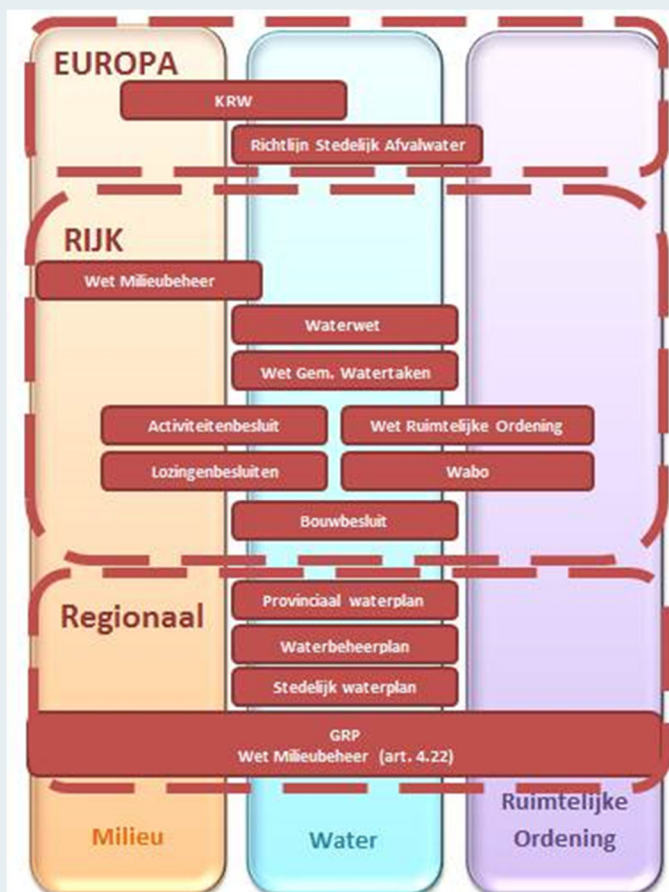 EUROPA
KRW
Richtlijn Stedelijk Afvalwater
RIJK
Wet Milieubeheer
Waterwet
Wet Gem. Watertaken
Activiteitenbesluit
Wet Ruimtelijke Ordening
Lozingenbesluiten
Wabo
Bouwbesluit
Regionaal
Provinciaal waterplan
Waterbeheerplan
Stedelijk waterplan
GRP
Wet Milieubeheer (art. 4.22)
Milieu
Water
Ruimtelijke
Ordening